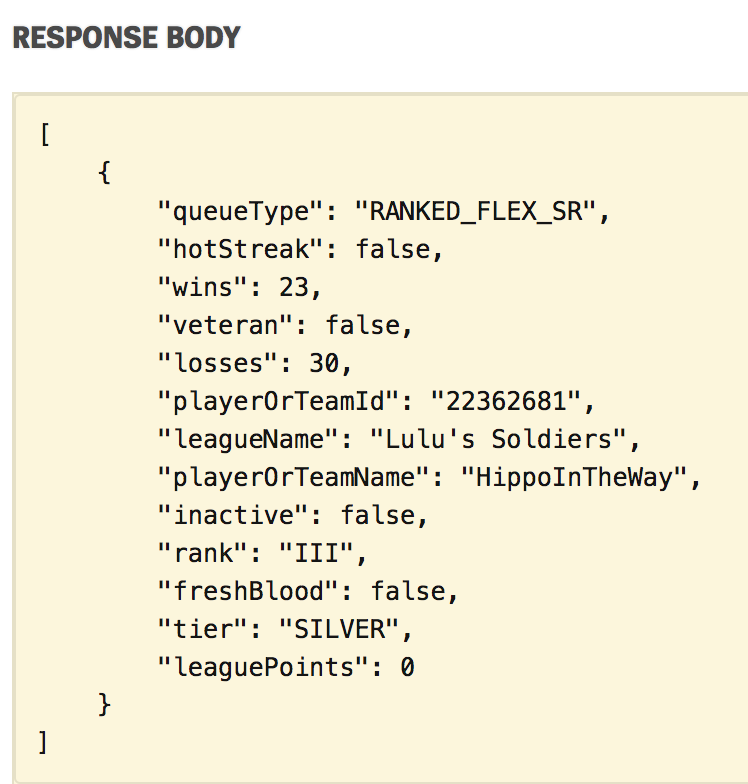 RESPONSE BODY
[
{
"queueType": "RANKED_FLEX_SR",
"hotStreak": false,
"wins": 23,
"veteran": false,
"losses": 30,
"playerOrTeamId": "22362681",
"leagueName": "Lulu's Soldiers",
"playerOrTeamName": "HippoInTheWay",
"inactive": false,
"rank": "III",
"freshBlood": false,
"tier": "SILVER",
"leaguePoints": 0
}
]